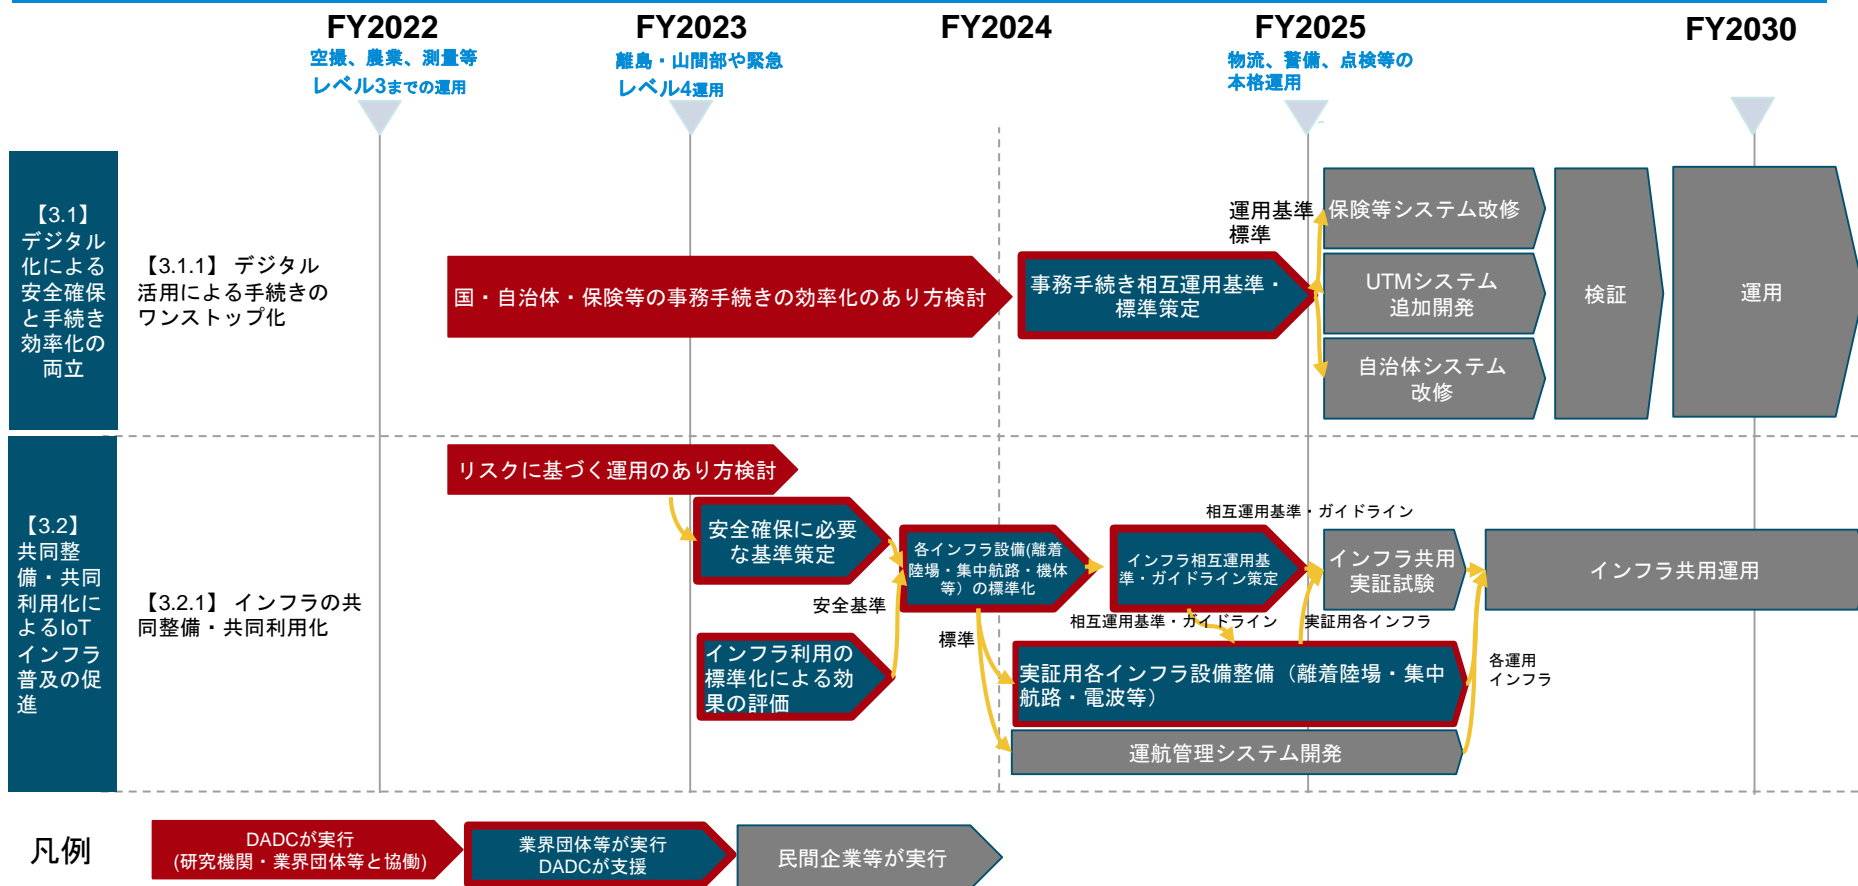 FY2022
FY2023
FY2024
FY2025
FY2030
空撮、農業、測量等
レベル3までの運用
離島・山間部や緊急
レベル4運用
物流、警備、点検等の
本格運用
【3.1】
デジタル
化による
安全確保
と手続き
効率化の
両立
【3.1.1】 デジタル
活用による手続きの
ワンストップ化
国・自治体・保険等の事務手続きの効率化のあり方検討
事務手続き相互運用基準・
標準策定
運用基準
標準
保険等システム改修
UTMシステム
追加開発
自治体システム
改修
検証
運用
【3.2】
共同整
備・共同
利用化に
よるIoT
インフラ
普及の促
進
【3.2.1】 インフラの共
同整備・共同利用化
リスクに基づく運用のあり方検討
安全確保に必要
な基準策定
安全基準
インフラ利用の
標準化による効
果の評価
各インフラ設備(離着
陸場・集中航路・機体
等）の標準化
標準
インフラ相互運用基
準・ガイドライン策定
相互運用基準・ガイドライン
相互運用基準・ガイドライン
実証用各インフラ
インフラ共用
実証試験
インフラ共用運用
実証用各インフラ設備整備（離着陸場・集中
航路・電波等）
各運用
インフラ
運航管理システム開発
凡例
DADCが実行
(研究機関・業界団体等と協働)
業界団体等が実行
DADCが支援
民間企業等が実行